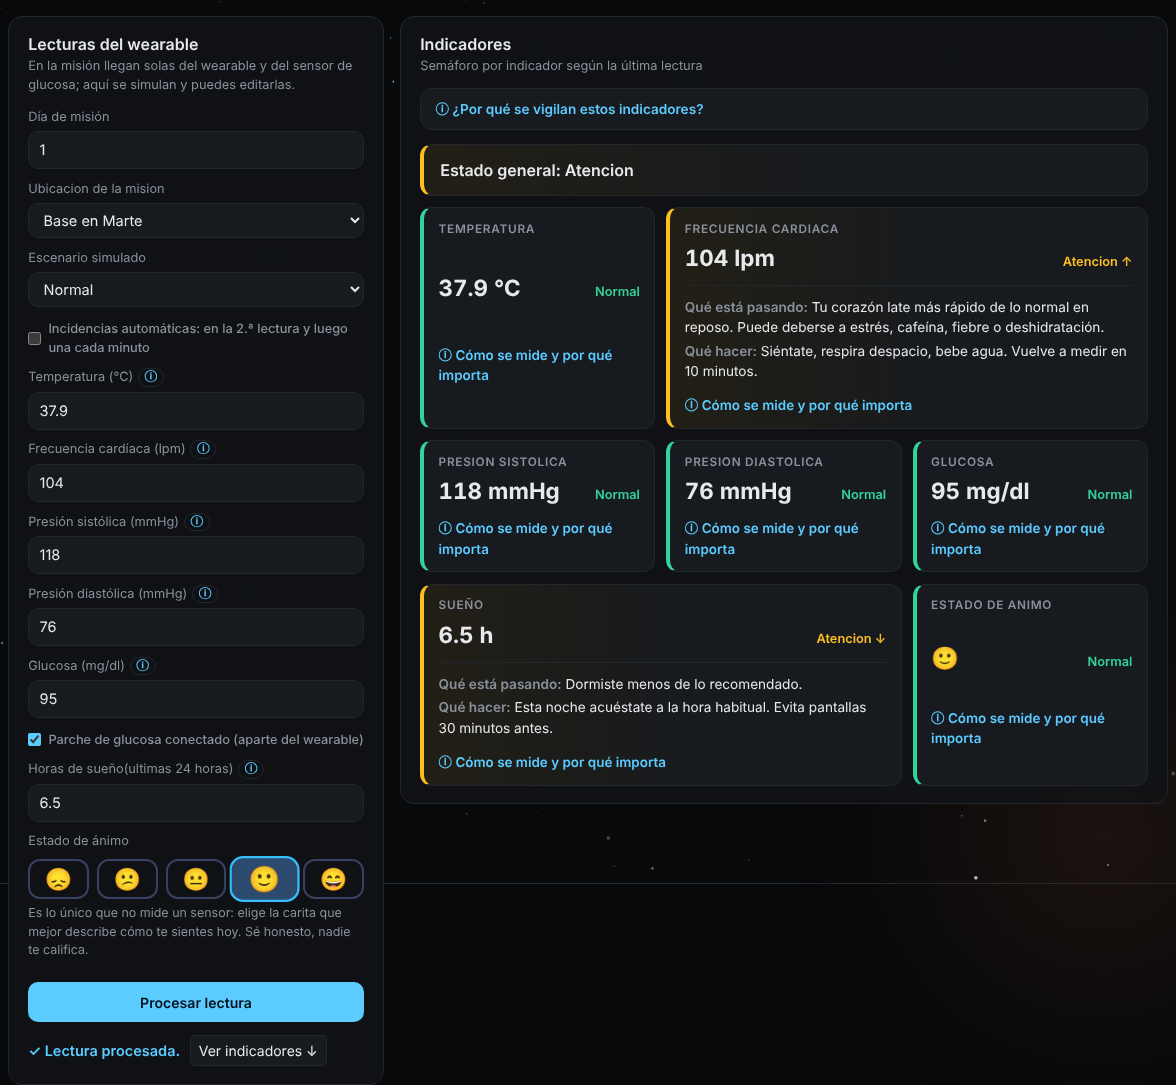 Lecturas del wearable
En la misión llegan solas del wearable y del sensor de
glucosa; aquí se simulan y puedes editarlas.
Día de misión
1
Ubicacion de la mision
Base en Marte
Escenario simulado
Normal
Incidencias automáticas: en la 2.ª lectura y luego
una cada minuto
Temperatura (°C) ⓘ
37.9
Frecuencia cardíaca (lpm) ⓘ
104
Presión sistólica (mmHg) ⓘ
118
Presión diastólica (mmHg) ⓘ
76
Glucosa (mg/dl) ⓘ
95
Parche de glucosa conectado (aparte del wearable)
Horas de sueño(ultimas 24 horas) ⓘ
6.5
Estado de ánimo
Es lo único que no mide un sensor: elige la carita que
mejor describe cómo te sientes hoy. Sé honesto, nadie
te califica.
Procesar lectura
✓ Lectura procesada.
Ver indicadores ↓
Indicadores
Semáforo por indicador según la última lectura
ⓘ ¿Por qué se vigilan estos indicadores?
Estado general: Atencion
TEMPERATURA
37.9 °C
Normal
ⓘ Cómo se mide y por qué
importa
FRECUENCIA CARDIACA
104 lpm
Atencion ↑
Qué está pasando: Tu corazón late más rápido de lo normal en
reposo. Puede deberse a estrés, cafeína, fiebre o deshidratación.
Qué hacer: Siéntate, respira despacio, bebe agua. Vuelve a medir en
10 minutos.
ⓘ Cómo se mide y por qué importa
PRESION SISTOLICA
118 mmHg
Normal
ⓘ Cómo se mide y por qué
importa
PRESION DIASTOLICA
76 mmHg
Normal
ⓘ Cómo se mide y por qué
importa
GLUCOSA
95 mg/dl
Normal
ⓘ Cómo se mide y por qué
importa
SUEÑO
6.5 h
Atencion ↓
Qué está pasando: Dormiste menos de lo recomendado.
Qué hacer: Esta noche acuéstate a la hora habitual. Evita pantallas
30 minutos antes.
ⓘ Cómo se mide y por qué importa
ESTADO DE ANIMO
Normal
ⓘ Cómo se mide y por qué
importa